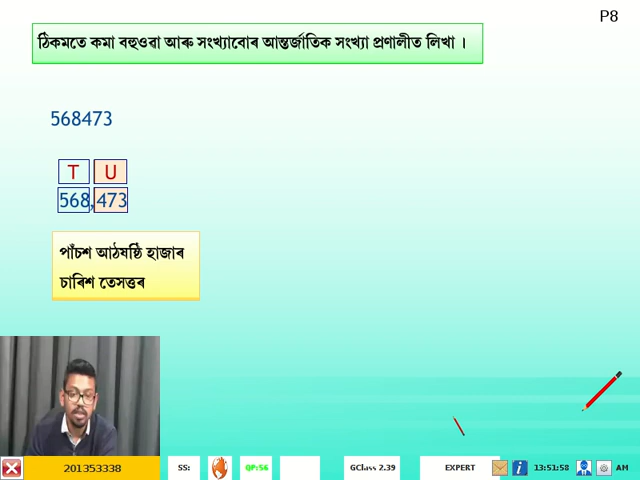 P8
ঠিকমতে কমা বহুওৱা আৰু সংখ্যাবোৰ আন্তৰ্জাতিক সংখ্যা প্ৰণালীত লিখা ।
568473
T U
568,473
পাঁচশ আঠষষ্ঠি হাজাৰ
চাৰিশ তেসত্তৰ
201353338 SS: QP:56 GClass 2.39 EXPERT 13:51:58 AM